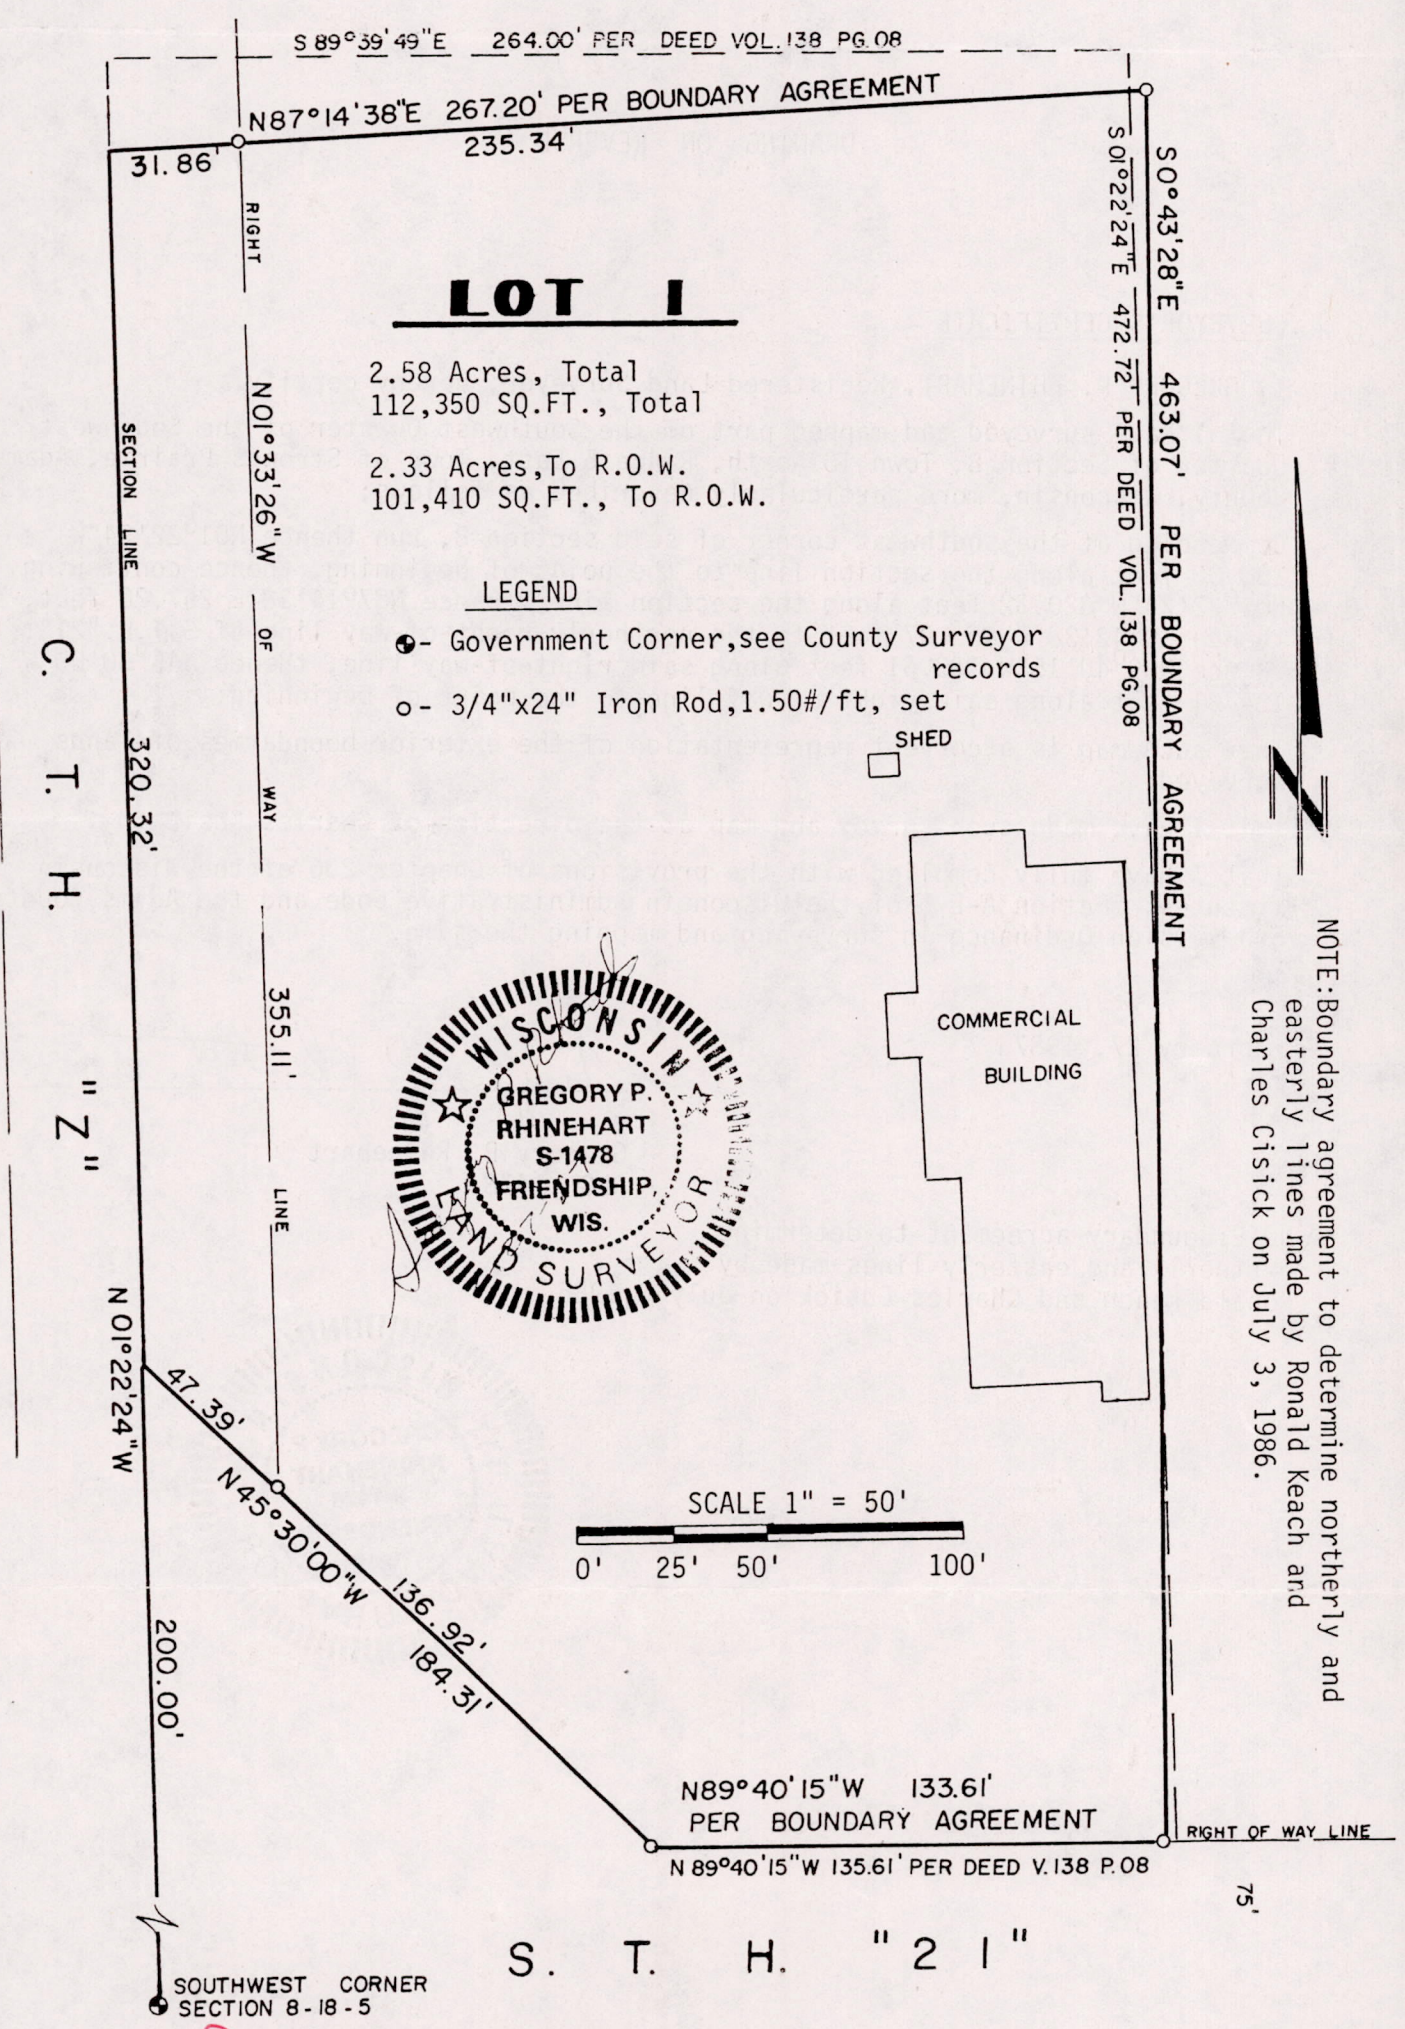 S 89°39'49"E 264.00' PER DEED VOL. 138 PG.08
N87°14'38"E 267.20' PER BOUNDARY AGREEMENT
31.86'
235.34'
RIGHT OF WAY LINE
N01°33'26"W 355.11'
SECTION LINE
320.32'
S 01°22'24"E 472.72' PER DEED VOL. 138 PG.08
S 0°43'28"E 463.07' PER BOUNDARY AGREEMENT
LOT 1
2.58 Acres, Total
112,350 SQ.FT., Total
2.33 Acres,To R.O.W.
101,410 SQ.FT., To R.O.W.
LEGEND
- Government Corner,see County Surveyor
records
- 3/4"x24" Iron Rod,1.50#/ft, set
SHED
COMMERCIAL
BUILDING
C. T. H. "Z"
NOTE:Boundary agreement to determine northerly and
easterly lines made by Ronald Keach and
Charles Cisick on July 3, 1986.
WISCONSIN
GREGORY P.
RHINEHART
S-1478
FRIENDSHIP,
WIS.
LAND SURVEYOR
N 01°22'24"W
47.39'
N45°30'00"W
136.92'
184.31'
200.00'
SCALE 1" = 50'
0' 25' 50' 100'
N89°40'15"W 133.61'
PER BOUNDARY AGREEMENT
RIGHT OF WAY LINE
N 89°40'15"W 135.61' PER DEED V.138 P.08
75'
S. T. H. "21"
SOUTHWEST CORNER
SECTION 8-18-5